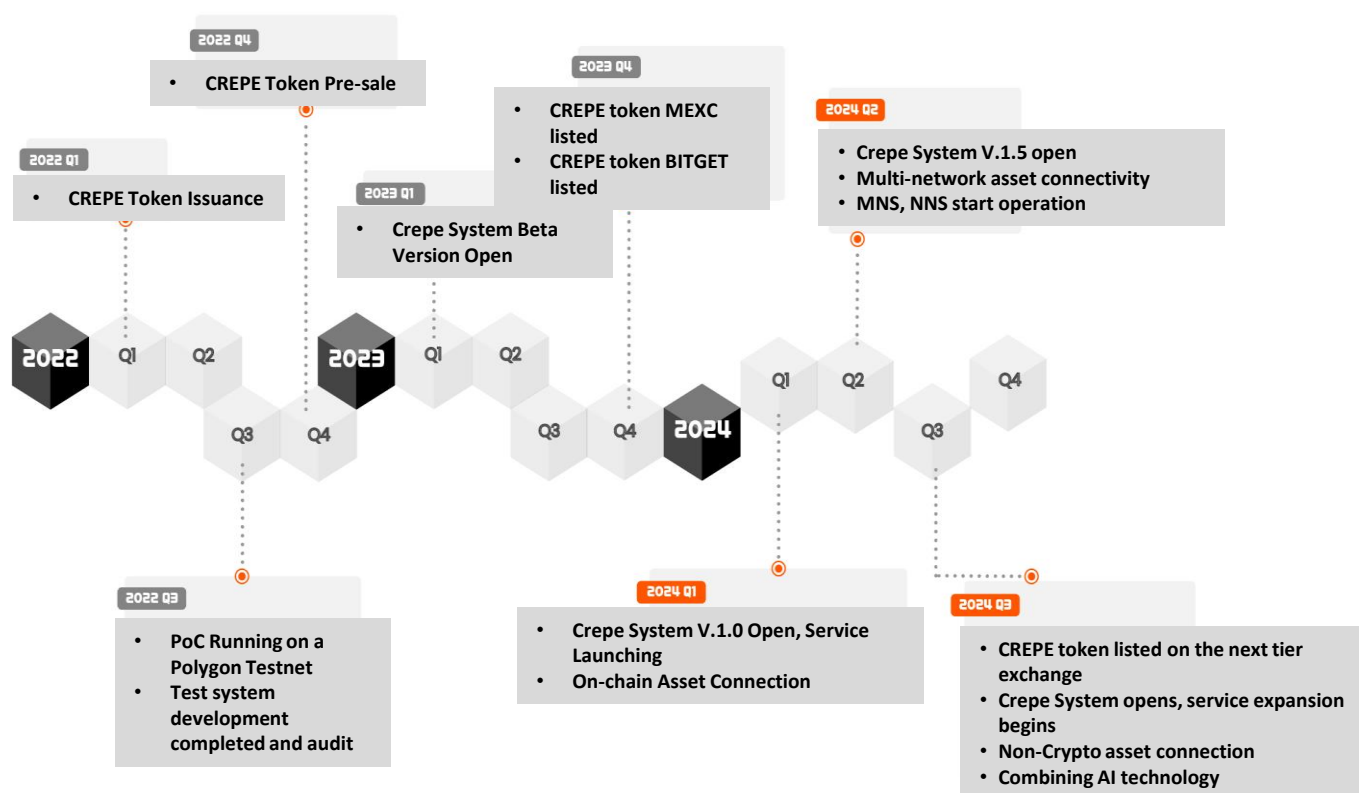 2022 Q4
• CREPE Token Pre-sale
2023 Q4
• CREPE token MEXC
listed
• CREPE token BITGET
listed
2024 Q2
• Crepe System V.1.5 open
• Multi-network asset connectivity
• MNS, NNS start operation
2022 Q1
• CREPE Token Issuance
2023 Q1
• Crepe System Beta
Version Open
2022
Q1
Q2
Q3
Q4
2023
Q1
Q2
Q3
Q4
2024
Q1
Q2
Q3
Q4
2022 Q3
• PoC Running on a
Polygon Testnet
• Test system
development
completed and audit
2024 Q1
• Crepe System V.1.0 Open, Service
Launching
• On-chain Asset Connection
2024 Q3
• CREPE token listed on the next tier
exchange
• Crepe System opens, service expansion
begins
• Non-Crypto asset connection
• Combining AI technology